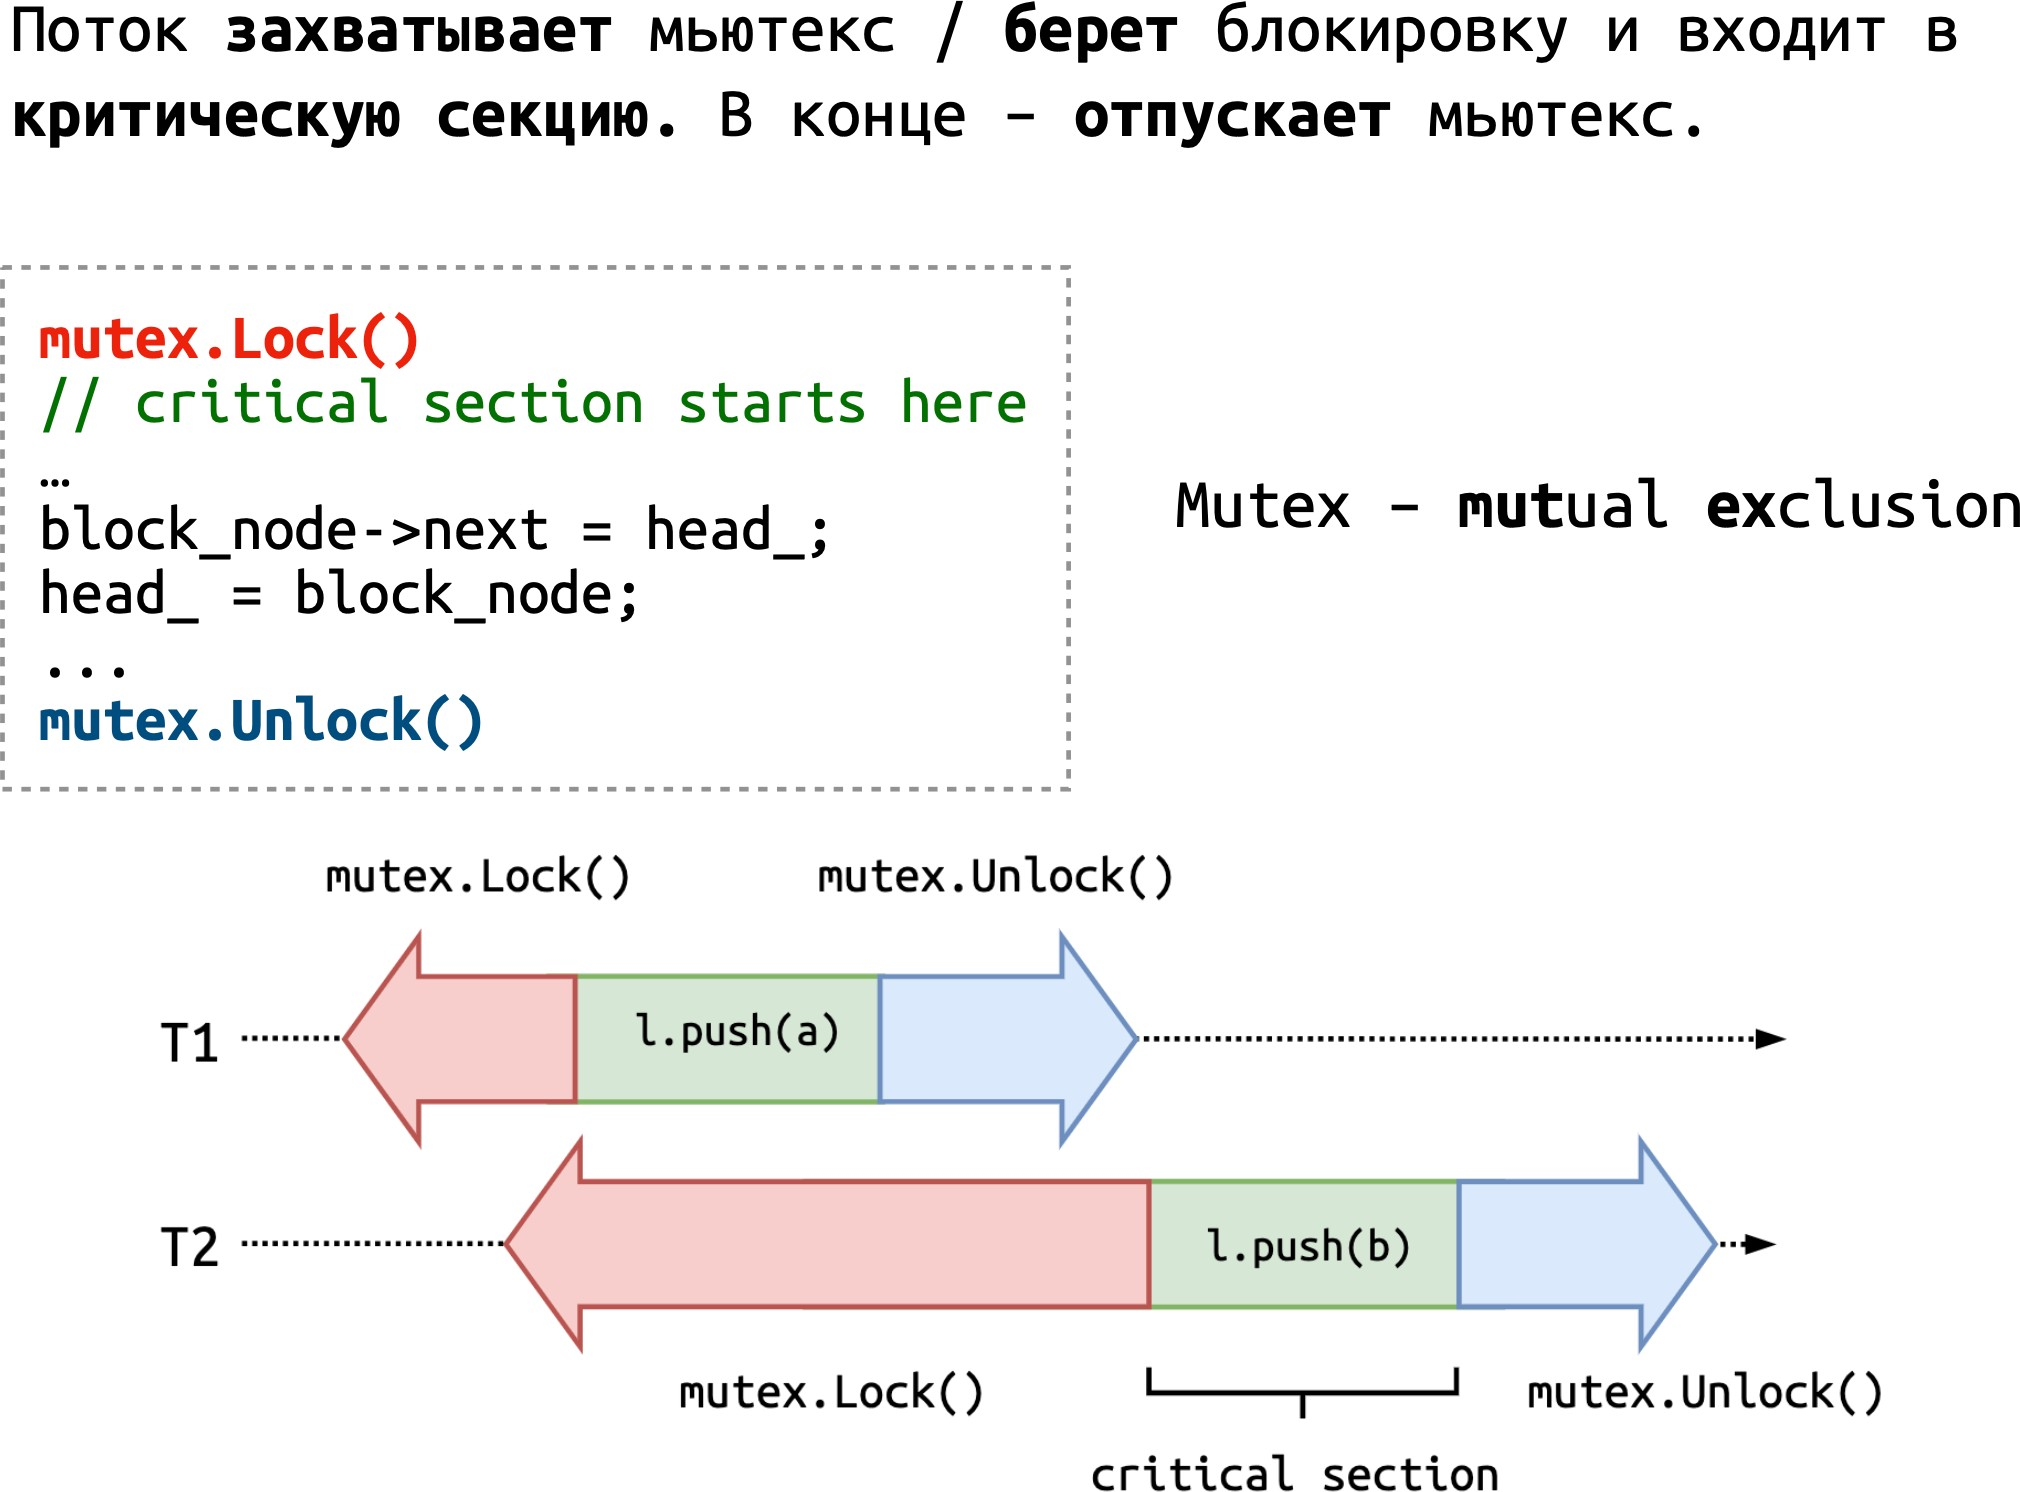 Поток захватывает мьютекс / берет блокировку и входит в
критическую секцию. В конце – отпускает мьютекс.
mutex.Lock()
// critical section starts here
…
block_node->next = head_;
head_ = block_node;
...
mutex.Unlock()
Mutex – mutual exclusion
mutex.Lock()
mutex.Unlock()
T1
l.push(a)
T2
l.push(b)
mutex.Lock()
mutex.Unlock()
critical section